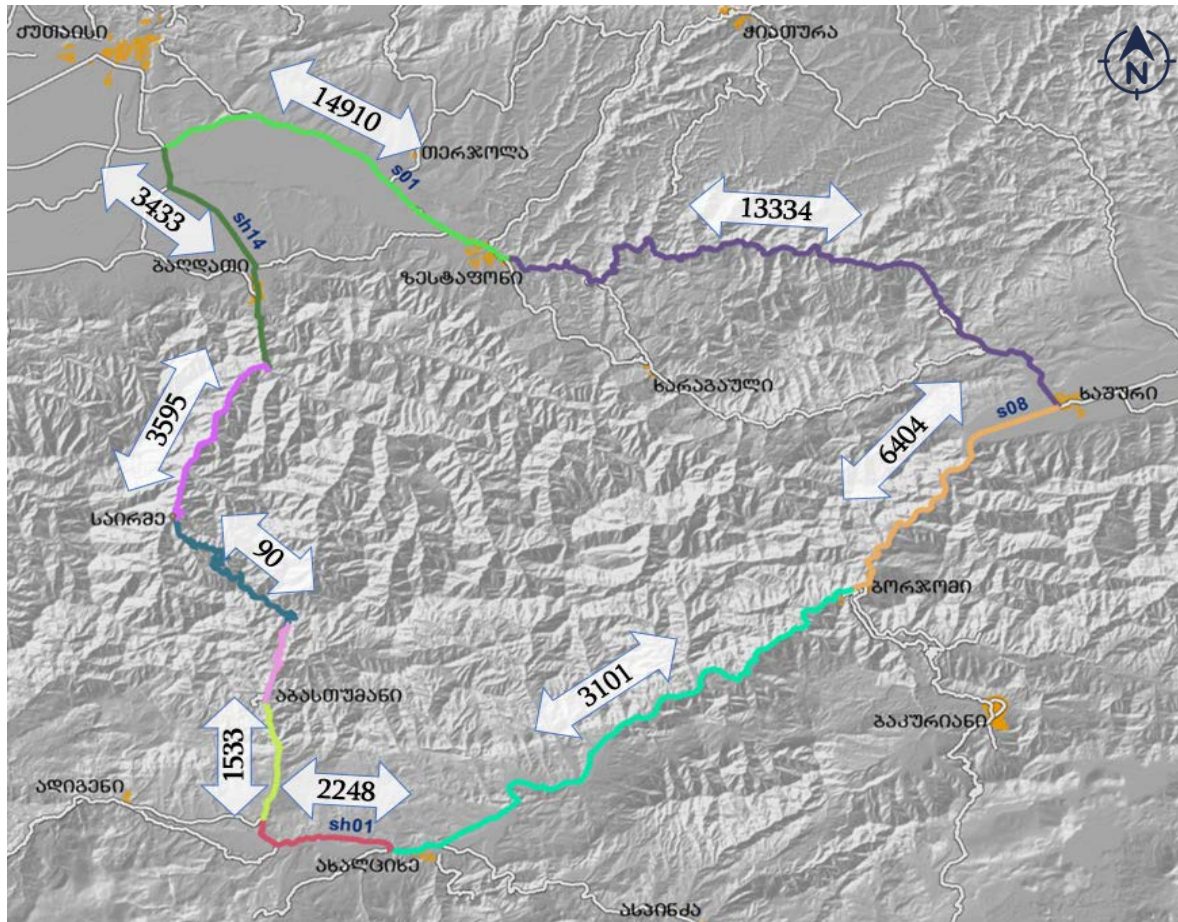 ქუთაისი
ჭიათურა
N
14910
თერჯოლა
s01
3433
sh14
13334
ბაღდათი
ზესტაფონი
ხარაგაული
3595
ხაშური
s08
6404
საირმე
90
ბორჯომი
3101
აბასთუმანი
ბაკურიანი
1533
2248
ადიგენი
sh01
ახალციხე
ასპინძა